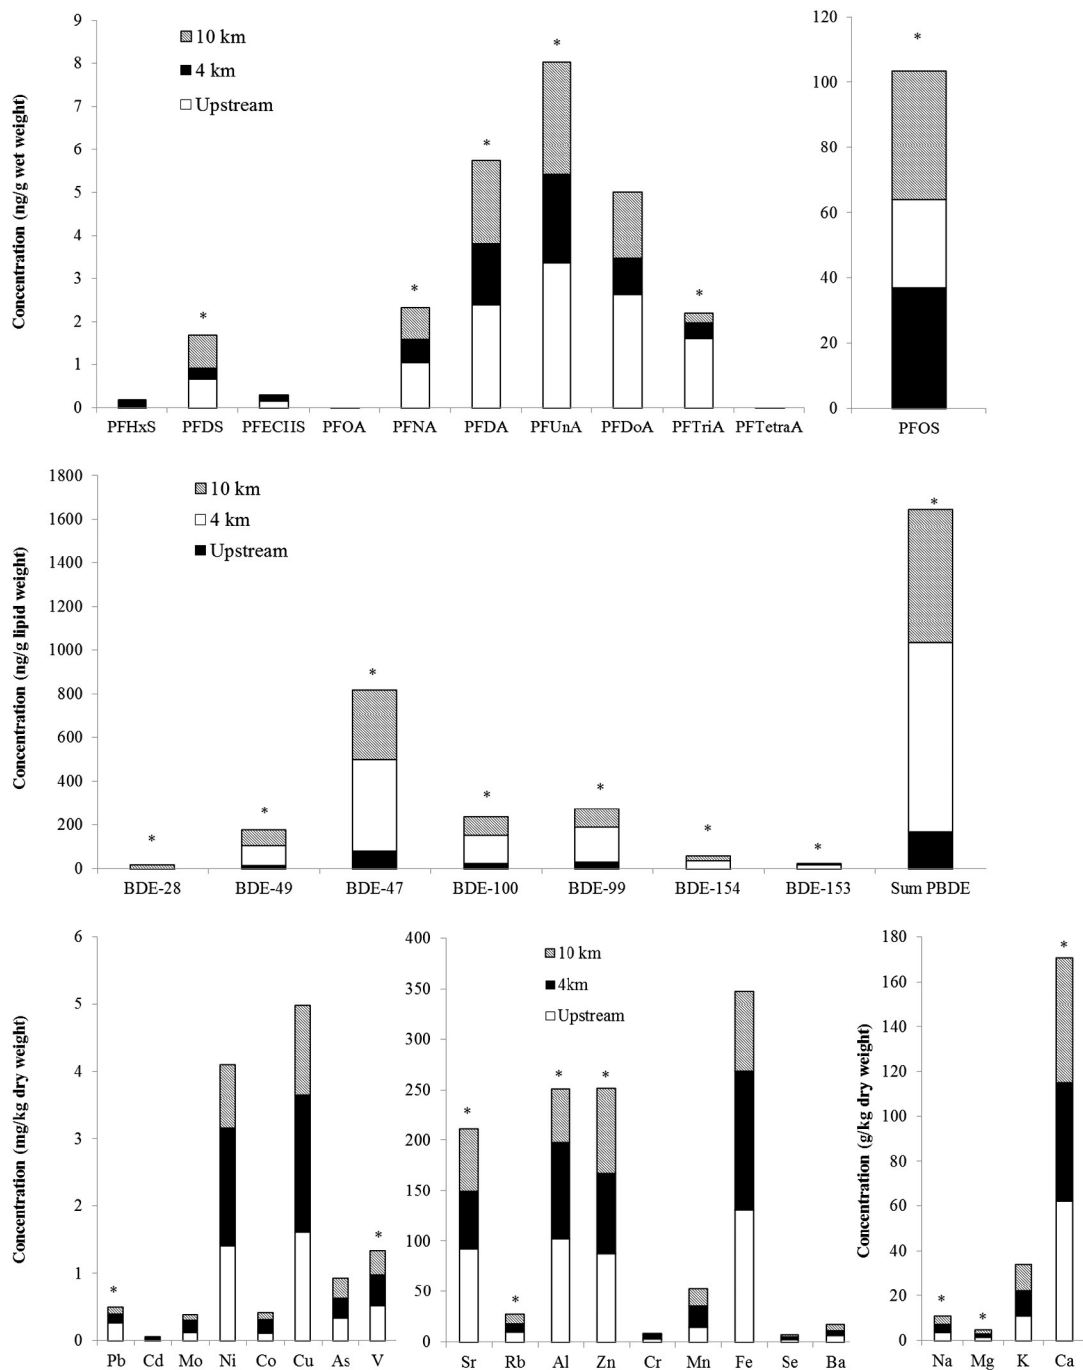 9
8
7
6
5
4
3
2
1
0
Concentration (ng/g wet weight)
10 km
4 km
Upstream
* * * * *
PFHxS PFDS PFECHS PFOA PFNA PFDA PFUnA PFDoA PFTriA PFTetraA
120
100
80
60
40
20
0
*
PFOS
1800
1600
1400
1200
1000
800
600
400
200
0
Concentration (ng/g lipid weight)
10 km
4 km
Upstream
* * * * * * * *
BDE-28 BDE-49 BDE-47 BDE-100 BDE-99 BDE-154 BDE-153 Sum PBDE
6
5
4
3
2
1
0
Concentration (mg/kg dry weight)
* *
Pb Cd Mo Ni Co Cu As V
400
350
300
250
200
150
100
50
0
10 km
4km
Upstream
* * * *
Sr Rb Al Zn Cr Mn Fe Se Ba
180
160
140
120
100
80
60
40
20
0
Concentration (g/kg dry weight)
* * *
Na Mg K Ca